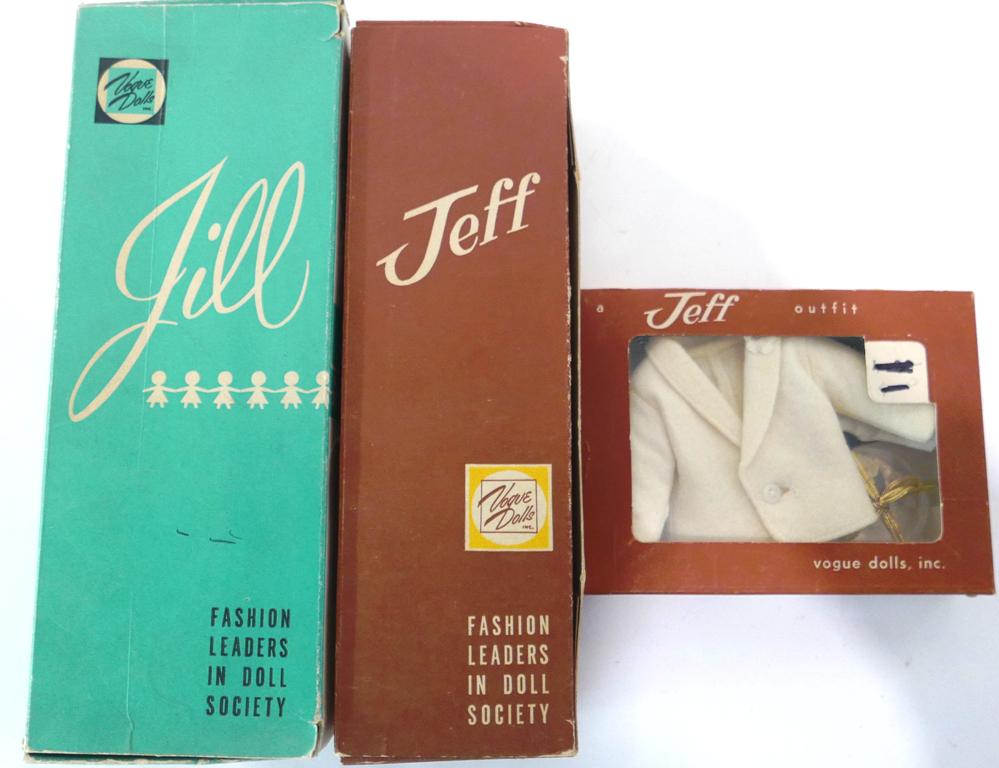 Vogue
Dolls
INC.
Jill
FASHION
LEADERS
IN DOLL
SOCIETY
Jeff
Vogue
Dolls
INC.
FASHION
LEADERS
IN DOLL
SOCIETY
a Jeff outfit
vogue dolls, inc.